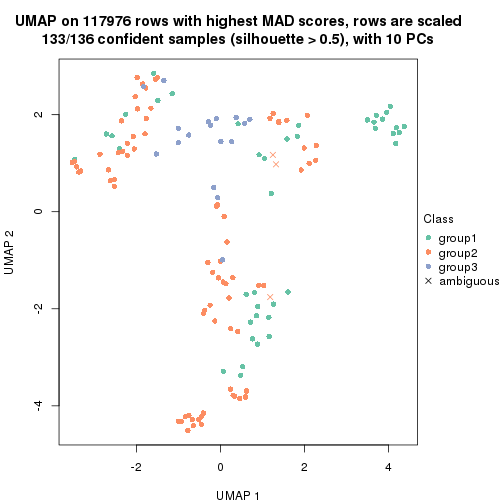 UMAP on 117976 rows with highest MAD scores, rows are scaled
133/136 confident samples (silhouette > 0.5), with 10 PCs
2
0
-2
-4
UMAP 2
-2
0
2
4
UMAP 1
Class
group1
group2
group3
ambiguous